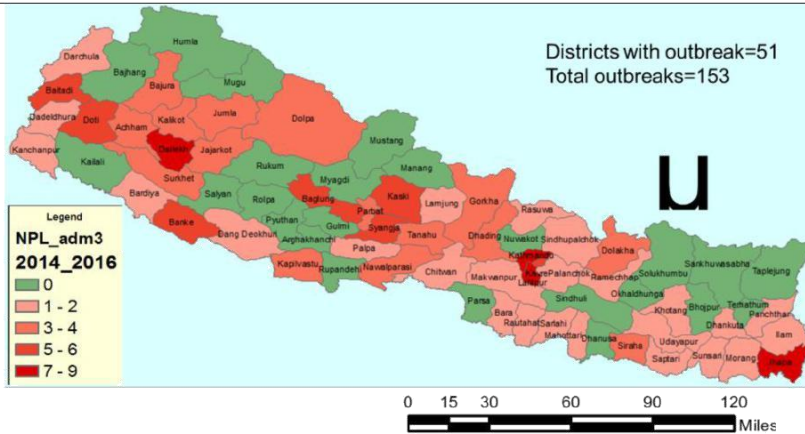 Districts with outbreak=51
Total outbreaks=153
Humla
Darchula
Bajhang
Mugu
Baitadi
Bajura
Dadeldhura
Doti
Achham
Kalikot
Jumla
Dolpa
Kanchanpur
Kailali
Jajarkot
Mustang
Surkhet
Rukum
Manang
Bardiya
Salyan
Myagdi
Rolpa
Baglung
Kaski
Lamjung
Gorkha
Banke
Pyuthan
Gulmi
Parbat
Syangja
Rasuwa
Dang Deokhuri
Arghakhanchi
Tanahu
Dhading
Nuwakot
Sindhupalchok
Dolakha
Palpa
Kapilvastu
Rupandehi
Nawalparasi
Chitwan
Makwanpur
Lalitpur
Kavre Palanchok
Ramechhap
Solukhumbu
Sankhuwasabha
Taplejung
Okhaldhunga
Parsa
Sindhuli
Khotang
Bhojpur
Terhathum
Panchthar
Bara
Dhankuta
Rautahat
Sarlahi
Mahottari
Dhanusa
Siraha
Udayapur
Ilam
Saptari
Sunsari
Morang
Legend
NPL_adm3
2014_2016
0
1 - 2
3 - 4
5 - 6
7 - 9
0 15 30 60 90 120
Miles